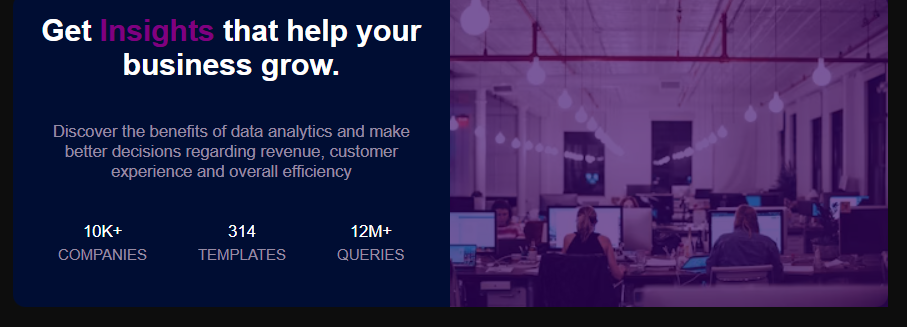 Get Insights that help your
business grow.
Discover the benefits of data analytics and make
better decisions regarding revenue, customer
experience and overall efficiency
10K+ 314 12M+
COMPANIES TEMPLATES QUERIES